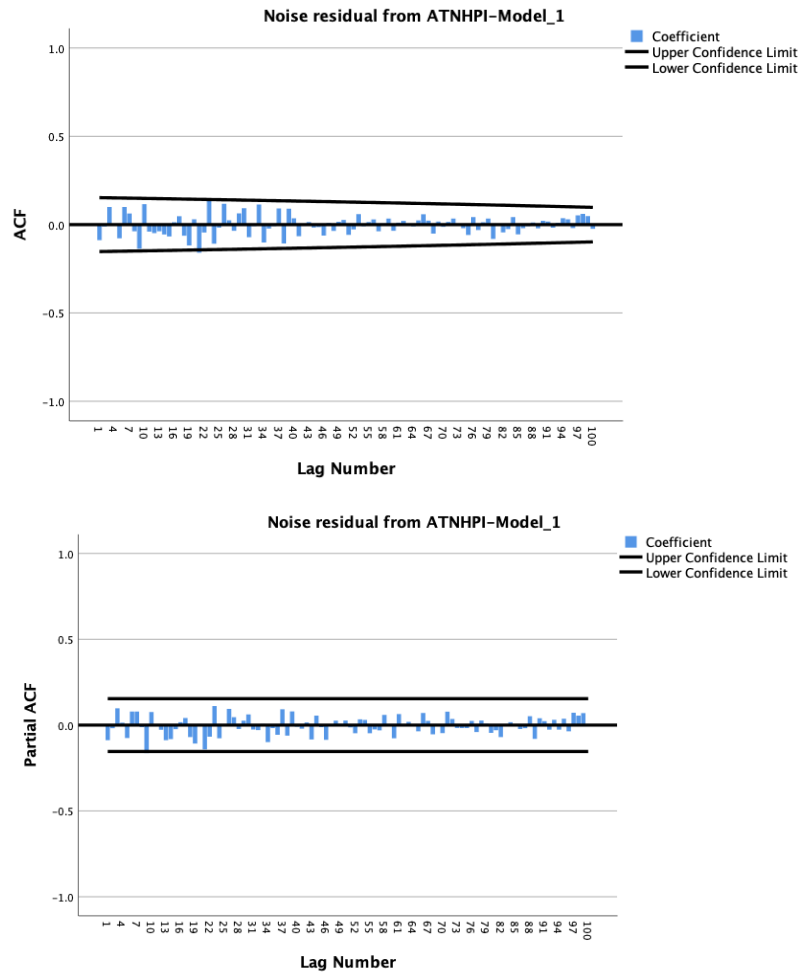 Noise residual from ATNHPI-Model_1
Coefficient
Upper Confidence Limit
Lower Confidence Limit
1.0
0.5
0.0
-0.5
-1.0
ACF
1 4 7 10 13 16 19 22 25 28 31 34 37 40 43 46 49 52 55 58 61 64 67 70 73 76 79 82 85 88 91 94 97 100
Lag Number
Noise residual from ATNHPI-Model_1
Coefficient
Upper Confidence Limit
Lower Confidence Limit
1.0
0.5
0.0
-0.5
-1.0
Partial ACF
1 4 7 10 13 16 19 22 25 28 31 34 37 40 43 46 49 52 55 58 61 64 67 70 73 76 79 82 85 88 91 94 97 100
Lag Number